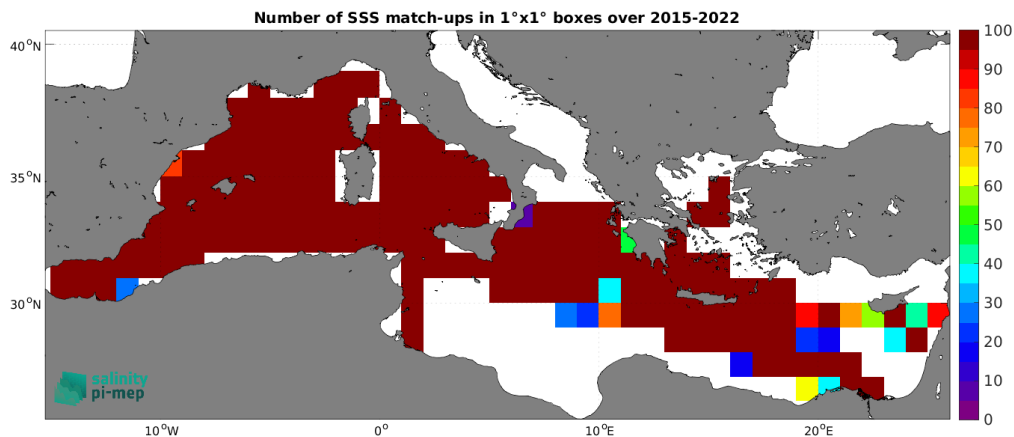 Number of SSS match-ups in 1°x1° boxes over 2015-2022
40°N
35°N
30°N
10°W
0°
10°E
20°E
100
90
80
70
60
50
40
30
20
10
0
salinity
pi-mep